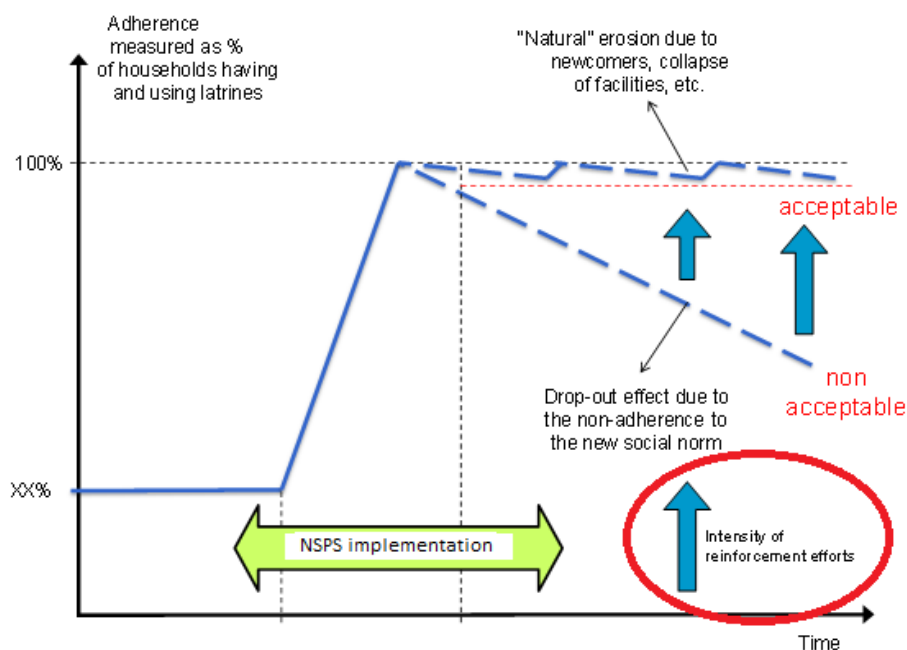 Adherence
measured as %
of households having
and using latrines
"Natural" erosion due to
newcomers, collapse
of facilities, etc.
100%
acceptable
non
acceptable
Drop-out effect due to
the non-adherence to
the new social norm
XX%
NSPS implementation
Intensity of
reinforcement efforts
Time